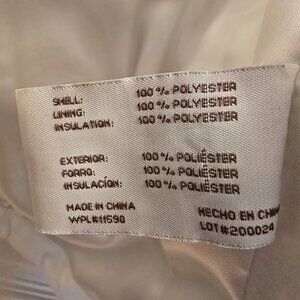 SHELL: 100 % POLYESTER
LINING: 100 % POLYESTER
INSULATION: 100 % POLYESTER
EXTERIOR: 100 % POLIÉSTER
FORRO: 100 % POLIÉSTER
INSULACÍON: 100 % POLIÉSTER
MADE IN CHINA HECHO EN CHINA
WPL#11590 LOT#200024